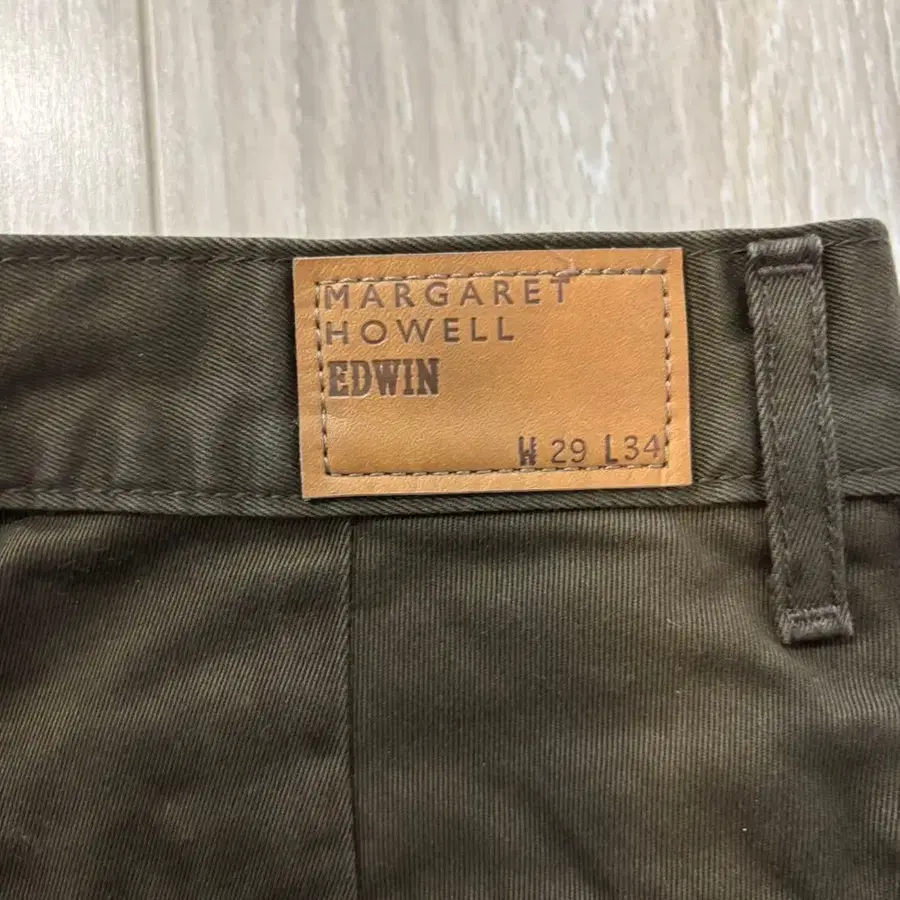 MARGARET
HOWELL
EDWIN
W 29 L34